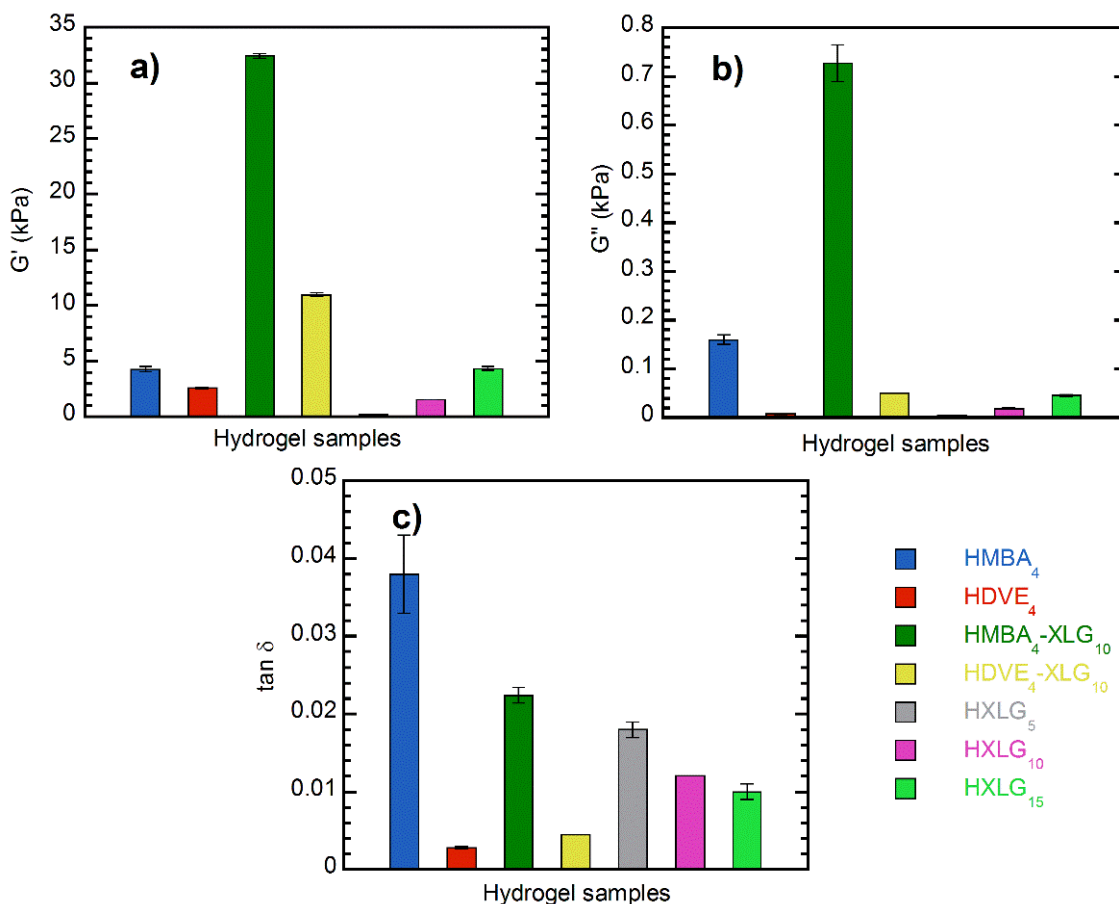 a)
G' (kPa)
35
30
25
20
15
10
5
0
Hydrogel samples
b)
G'' (kPa)
0.8
0.7
0.6
0.5
0.4
0.3
0.2
0.1
0
Hydrogel samples
c)
tan δ
0.05
0.04
0.03
0.02
0.01
0
Hydrogel samples
HMBA₄
HDVE₄
HMBA₄-XLG₁₀
HDVE₄-XLG₁₀
HXLG₅
HXLG₁₀
HXLG₁₅